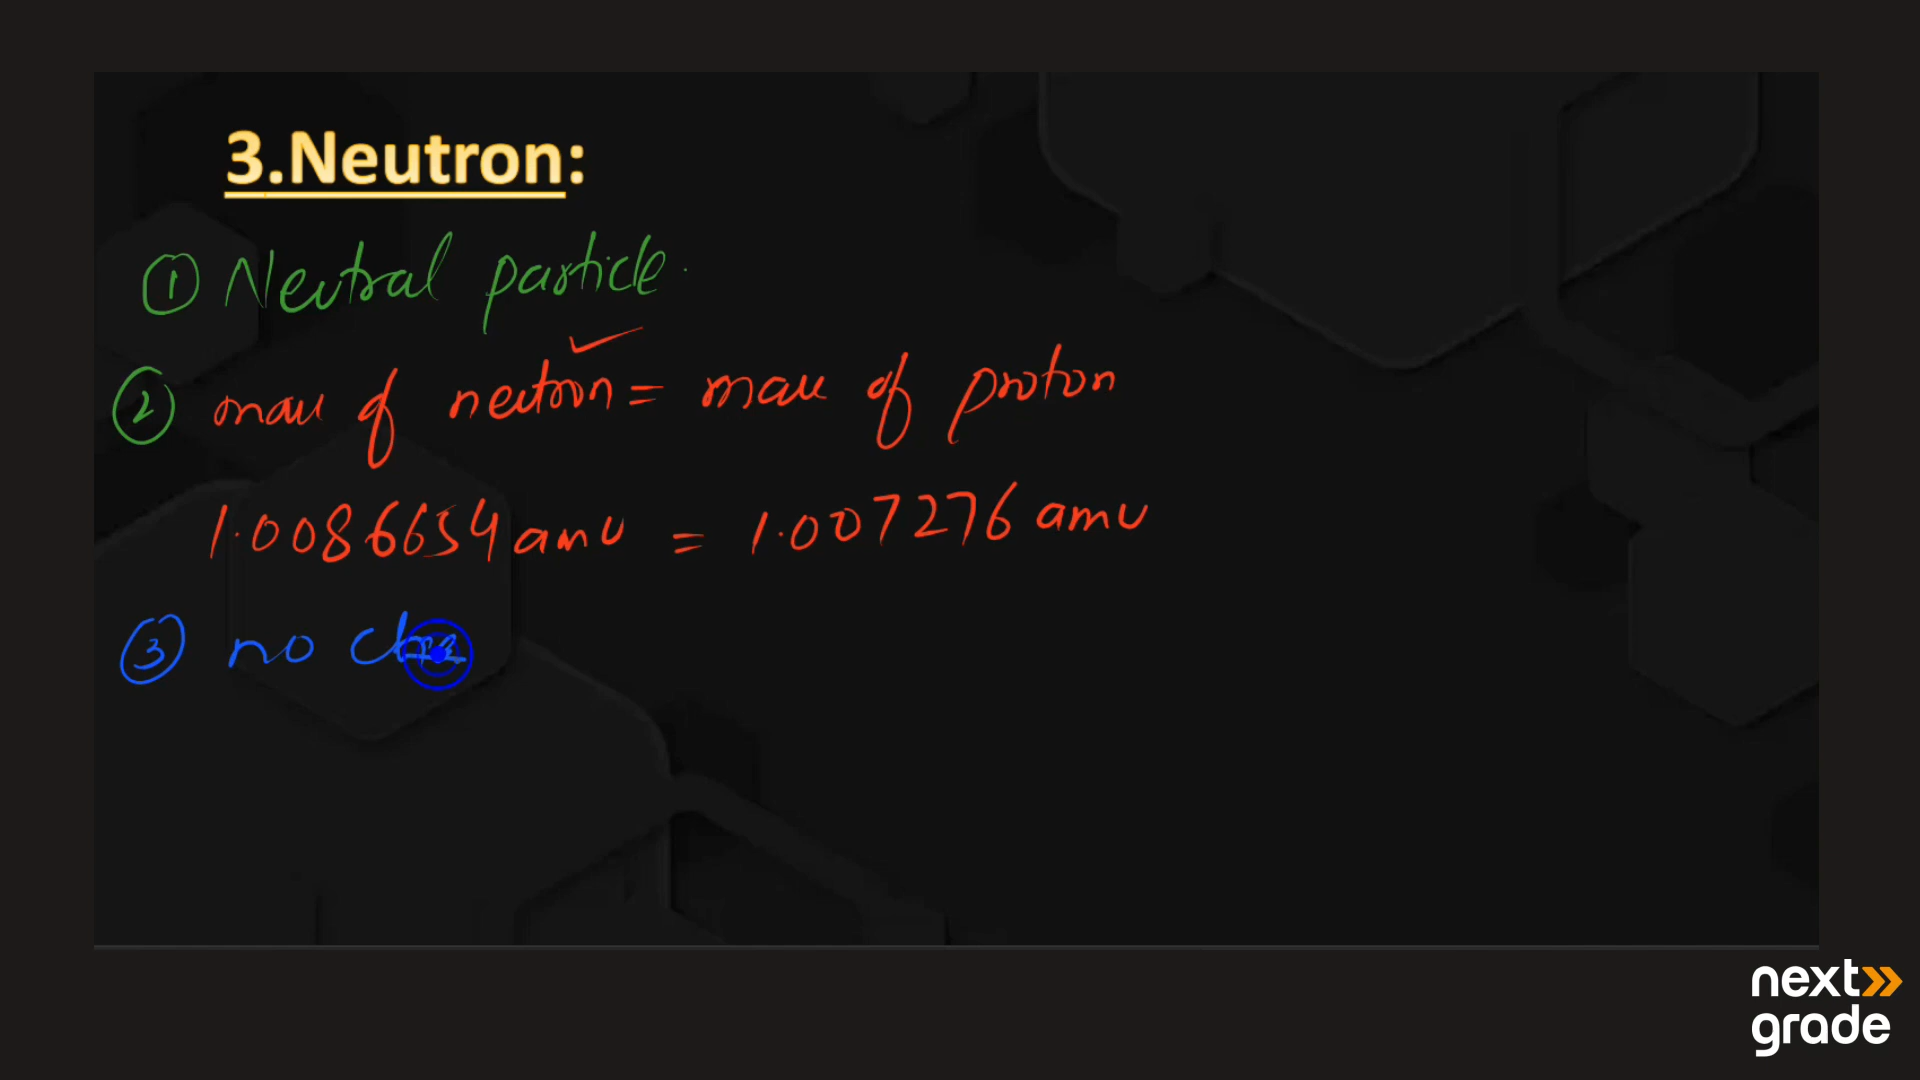 3.Neutron:
① Neutral particle.
② mass of neutron = mass of proton
1.0086654 amu = 1.007276 amu
③ no cha
next
grade